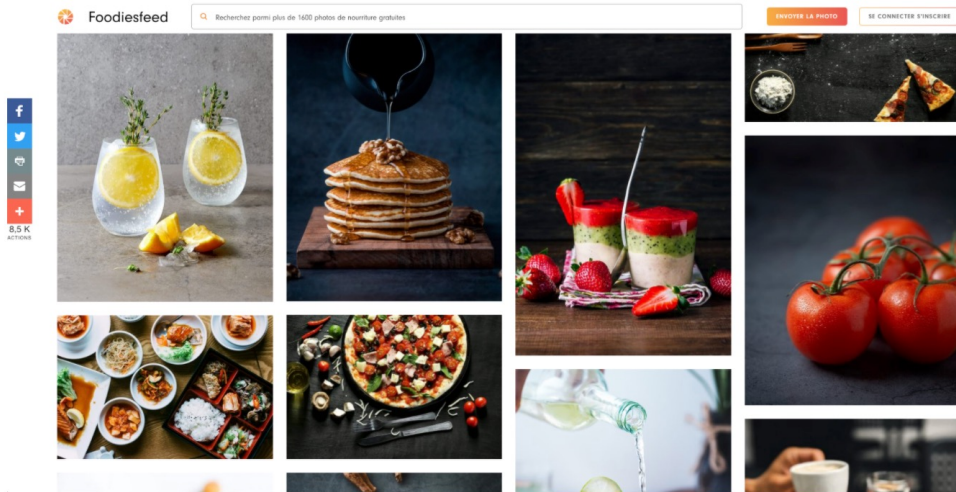 Foodiesfeed
Recherchez parmi plus de 1600 photos de nourriture gratuites
ENVOYER LA PHOTO
SE CONNECTER S'INSCRIRE
8,5 K
ACTIONS